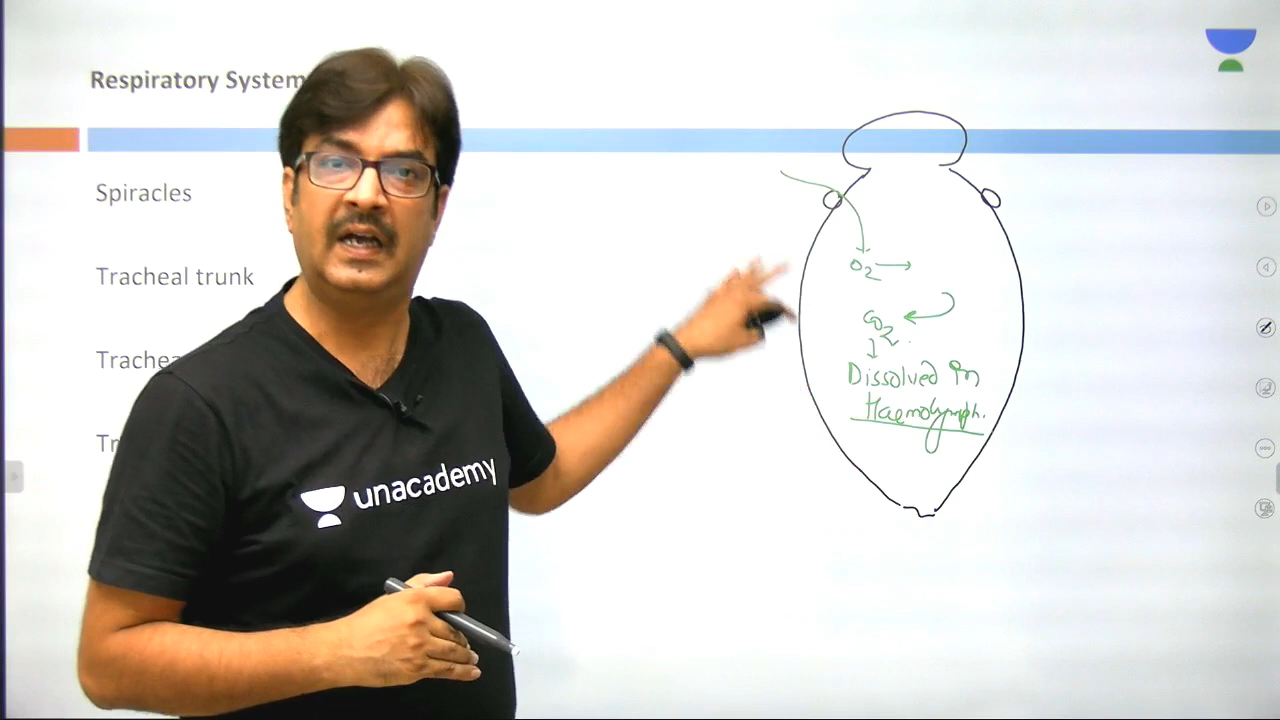 Respiratory System
Spiracles
Tracheal trunk
O2
CO2
Dissolved in
Haemolymph.
unacademy